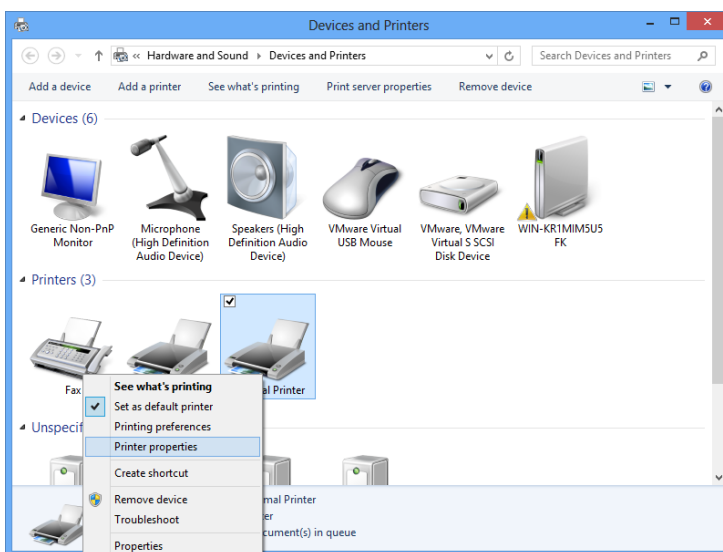 Devices and Printers
« Hardware and Sound Devices and Printers
Search Devices and Printers
Add a device Add a printer See what's printing Print server properties Remove device
Devices (6)
Generic Non-PnP
Monitor
Microphone
(High Definition
Audio Device)
Speakers (High
Definition Audio
Device)
VMware Virtual
USB Mouse
VMware, VMware
Virtual S SCSI
Disk Device
WIN-KR1MIM5U5
FK
Printers (3)
Fax
al Printer
See what's printing
Set as default printer
Printing preferences
Printer properties
Create shortcut
Remove device
Troubleshoot
Properties
Unspecif
mal Printer
er
cument(s) in queue